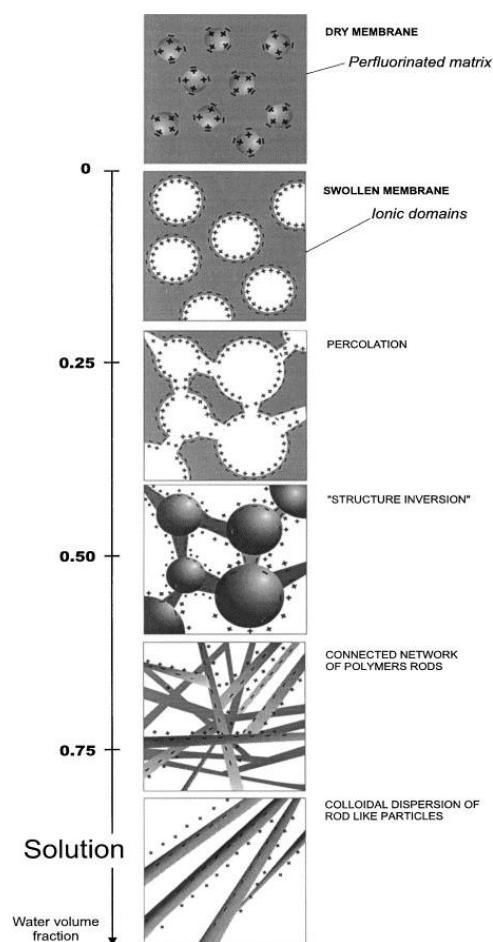 DRY MEMBRANE
Perfluorinated matrix
0
SWOLLEN MEMBRANE
Ionic domains
0.25
PERCOLATION
"STRUCTURE INVERSION"
0.50
CONNECTED NETWORK
OF POLYMERS RODS
0.75
COLLOIDAL DISPERSION OF
ROD LIKE PARTICLES
Solution
Water volume
fraction